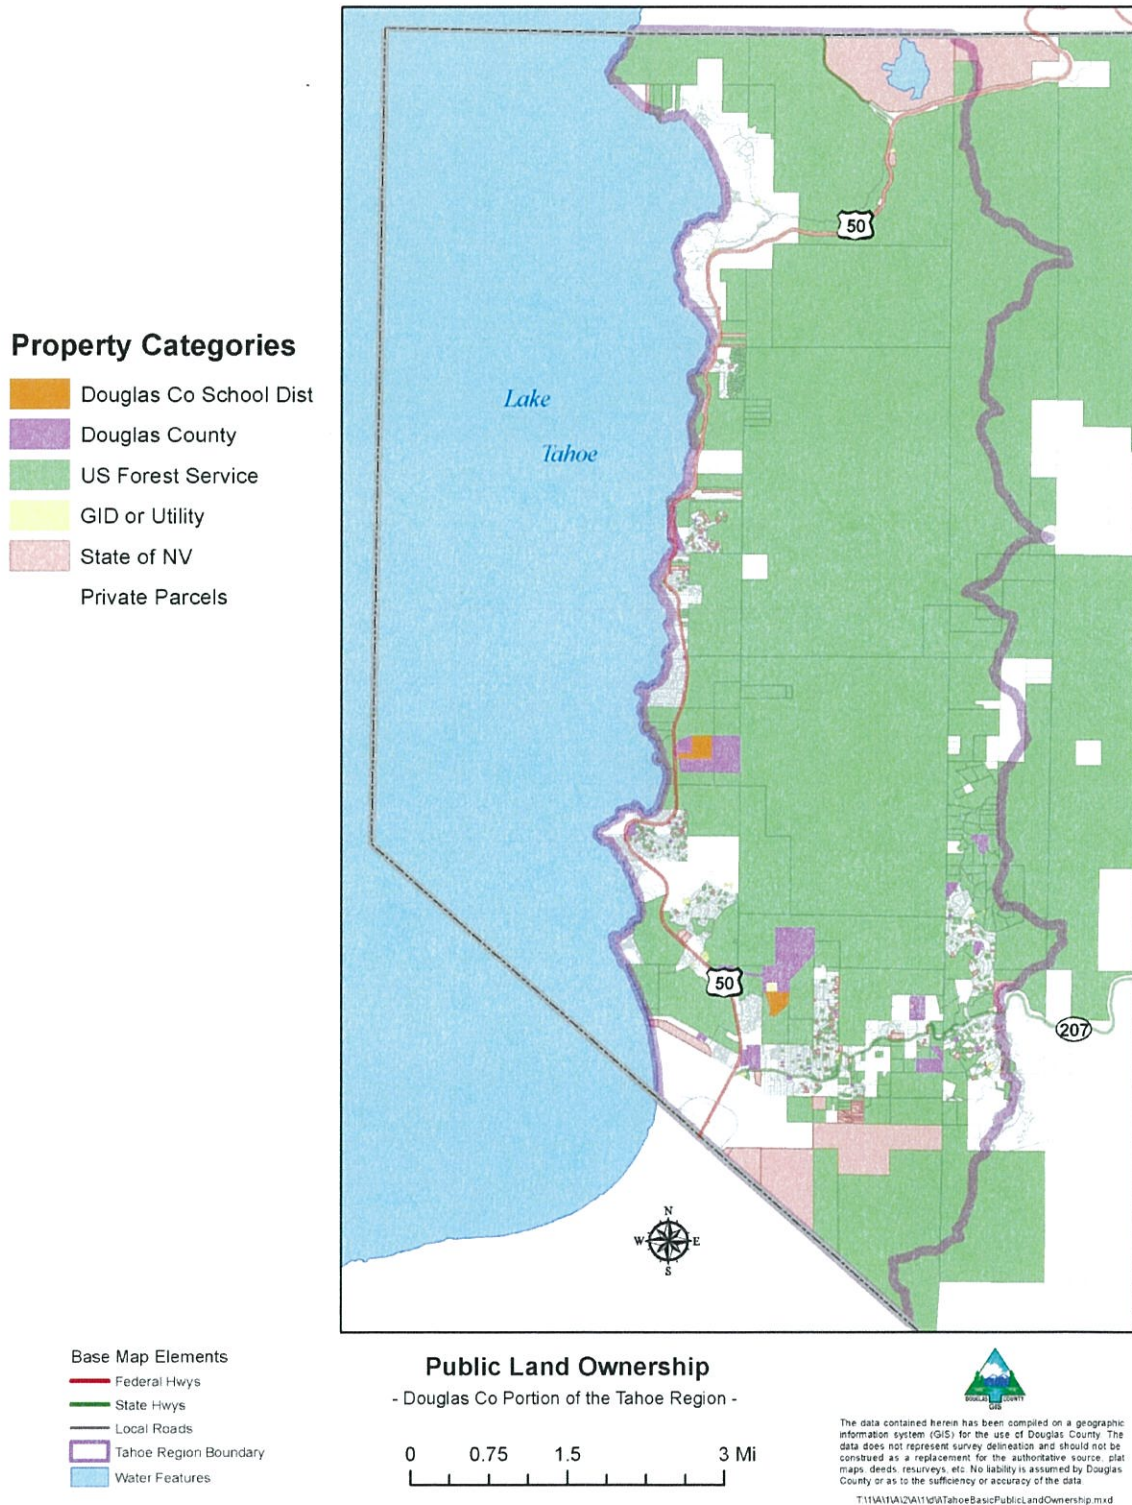 Property Categories
Douglas Co School Dist
Douglas County
US Forest Service
GID or Utility
State of NV
Private Parcels
50
Lake
Tahoe
50
207
N
W E
S
Base Map Elements
Federal Hwys
State Hwys
Local Roads
Tahoe Region Boundary
Water Features
Public Land Ownership
- Douglas Co Portion of the Tahoe Region -
0 0.75 1.5 3 Mi
DOUGLAS COUNTY
GIS
The data contained herein has been compiled on a geographic
information system (GIS) for the use of Douglas County. The
data does not represent survey delineation and should not be
construed as a replacement for the authoritative source, plat
maps, deeds, resurveys, etc. No liability is assumed by Douglas
County or as to the sufficiency or accuracy of the data.